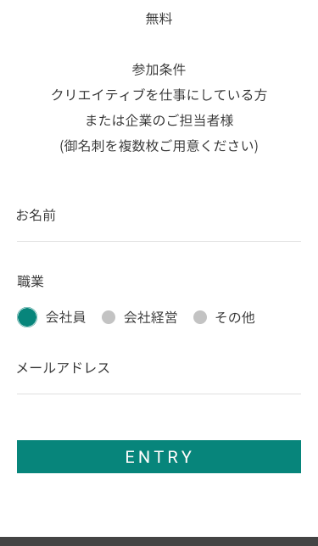 無料
参加条件
クリエイティブを仕事にしている方
または企業のご担当者様
(御名刺を複数枚ご用意ください)
お名前
職業
会社員 会社経営 その他
メールアドレス
ENTRY